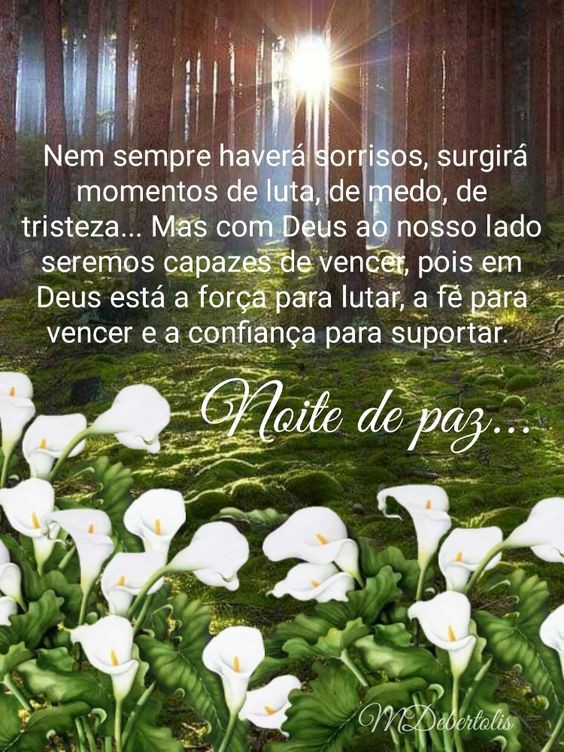 Nem sempre haverá sorrisos, surgirá
momentos de luta, de medo, de
tristeza... Mas com Deus ao nosso lado
seremos capazes de vencer, pois em
Deus está a força para lutar, a fé para
vencer e a confiança para suportar.
Noite de paz...
MDebertolis